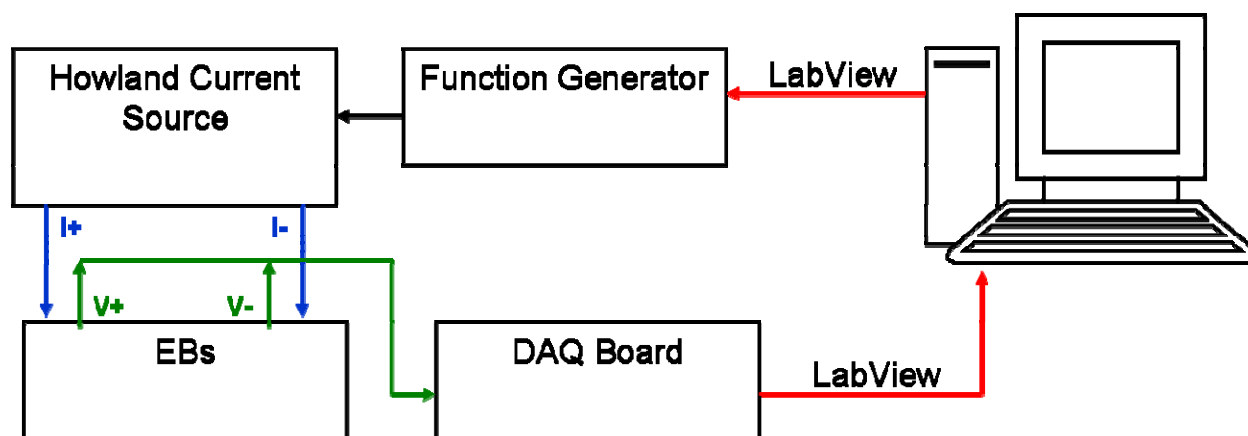 Howland Current
Source
Function Generator
LabView
I+
I-
V+
V-
EBs
DAQ Board
LabView